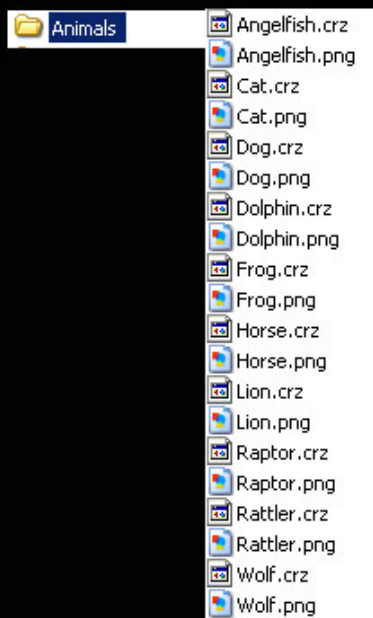 Animals
Angelfish.crz
Angelfish.png
Cat.crz
Cat.png
Dog.crz
Dog.png
Dolphin.crz
Dolphin.png
Frog.crz
Frog.png
Horse.crz
Horse.png
Lion.crz
Lion.png
Raptor.crz
Raptor.png
Rattler.crz
Rattler.png
Wolf.crz
Wolf.png